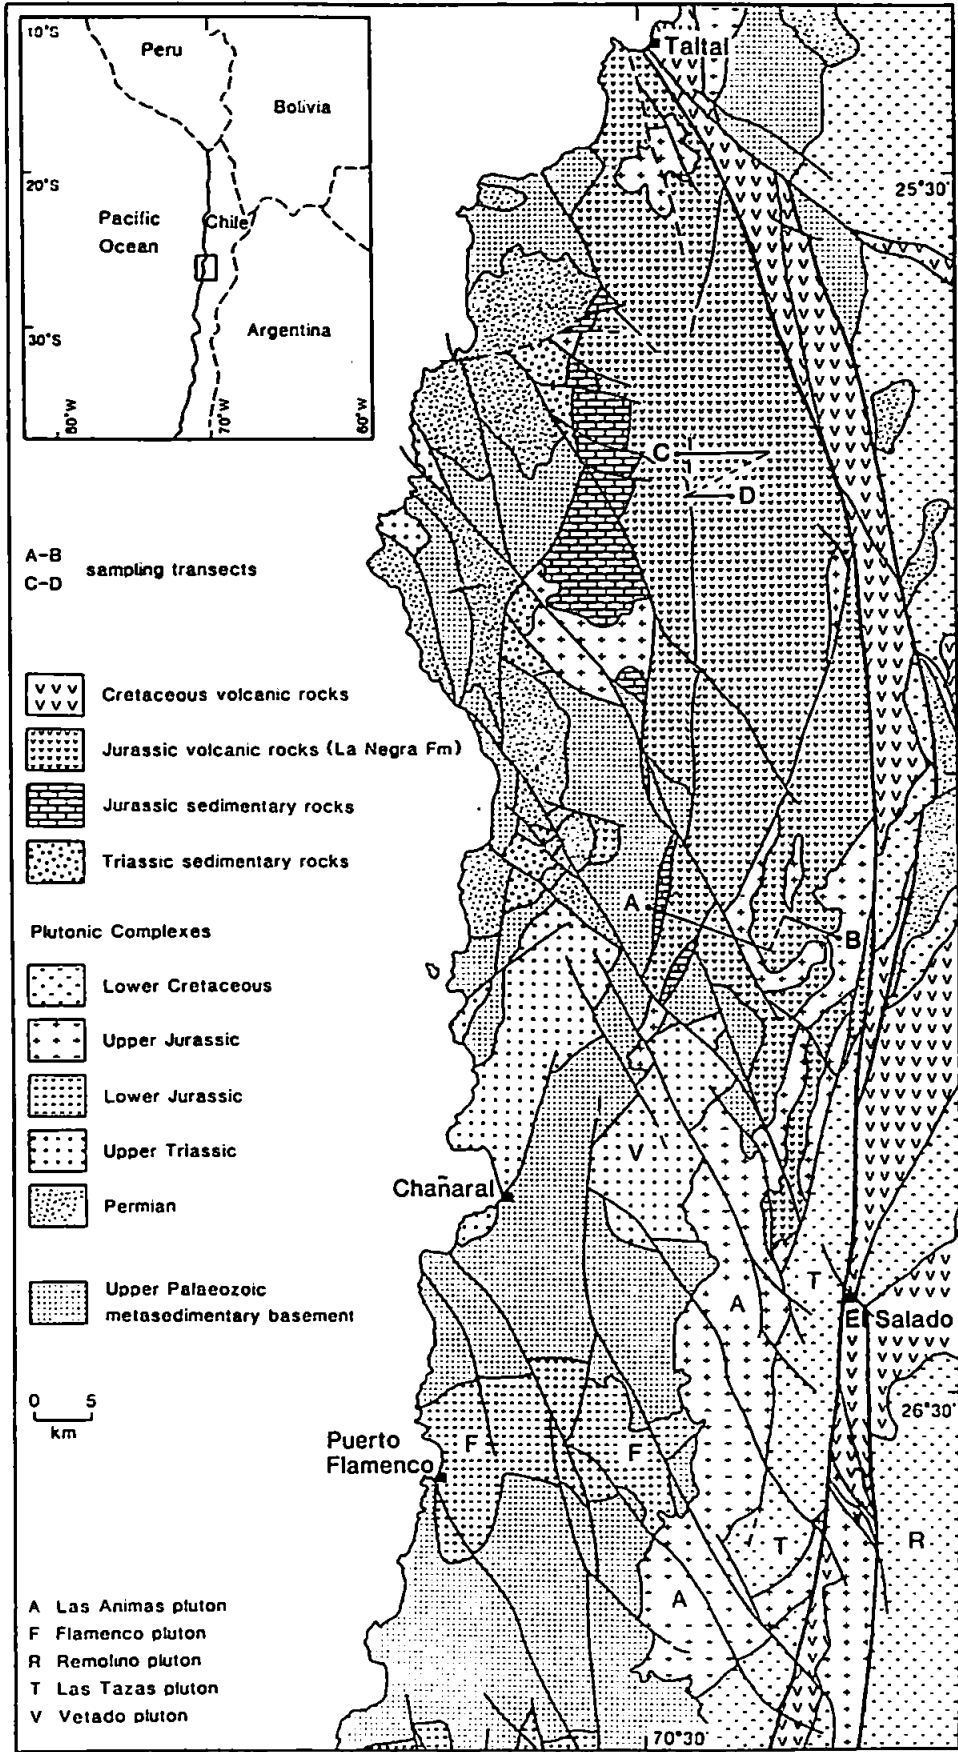 10°S
Peru
Bolivia
20°S
Pacific
Ocean
Chile
Argentina
30°S
80°W
70°W
60°W
Taltal
25°30'
C
D
A-B
C-D
sampling transects
Cretaceous volcanic rocks
Jurassic volcanic rocks (La Negra Fm)
Jurassic sedimentary rocks
Triassic sedimentary rocks
A
B
Plutonic Complexes
Lower Cretaceous
Upper Jurassic
Lower Jurassic
Upper Triassic
Permian
Upper Palaeozoic
metasedimentary basement
V
Chañaral
T
A
El Salado
0 5
km
26°30'
Puerto
Flamenco
F
F
R
T
A
A Las Animas pluton
F Flamenco pluton
R Remolino pluton
T Las Tazas pluton
V Vetado pluton
70°30'